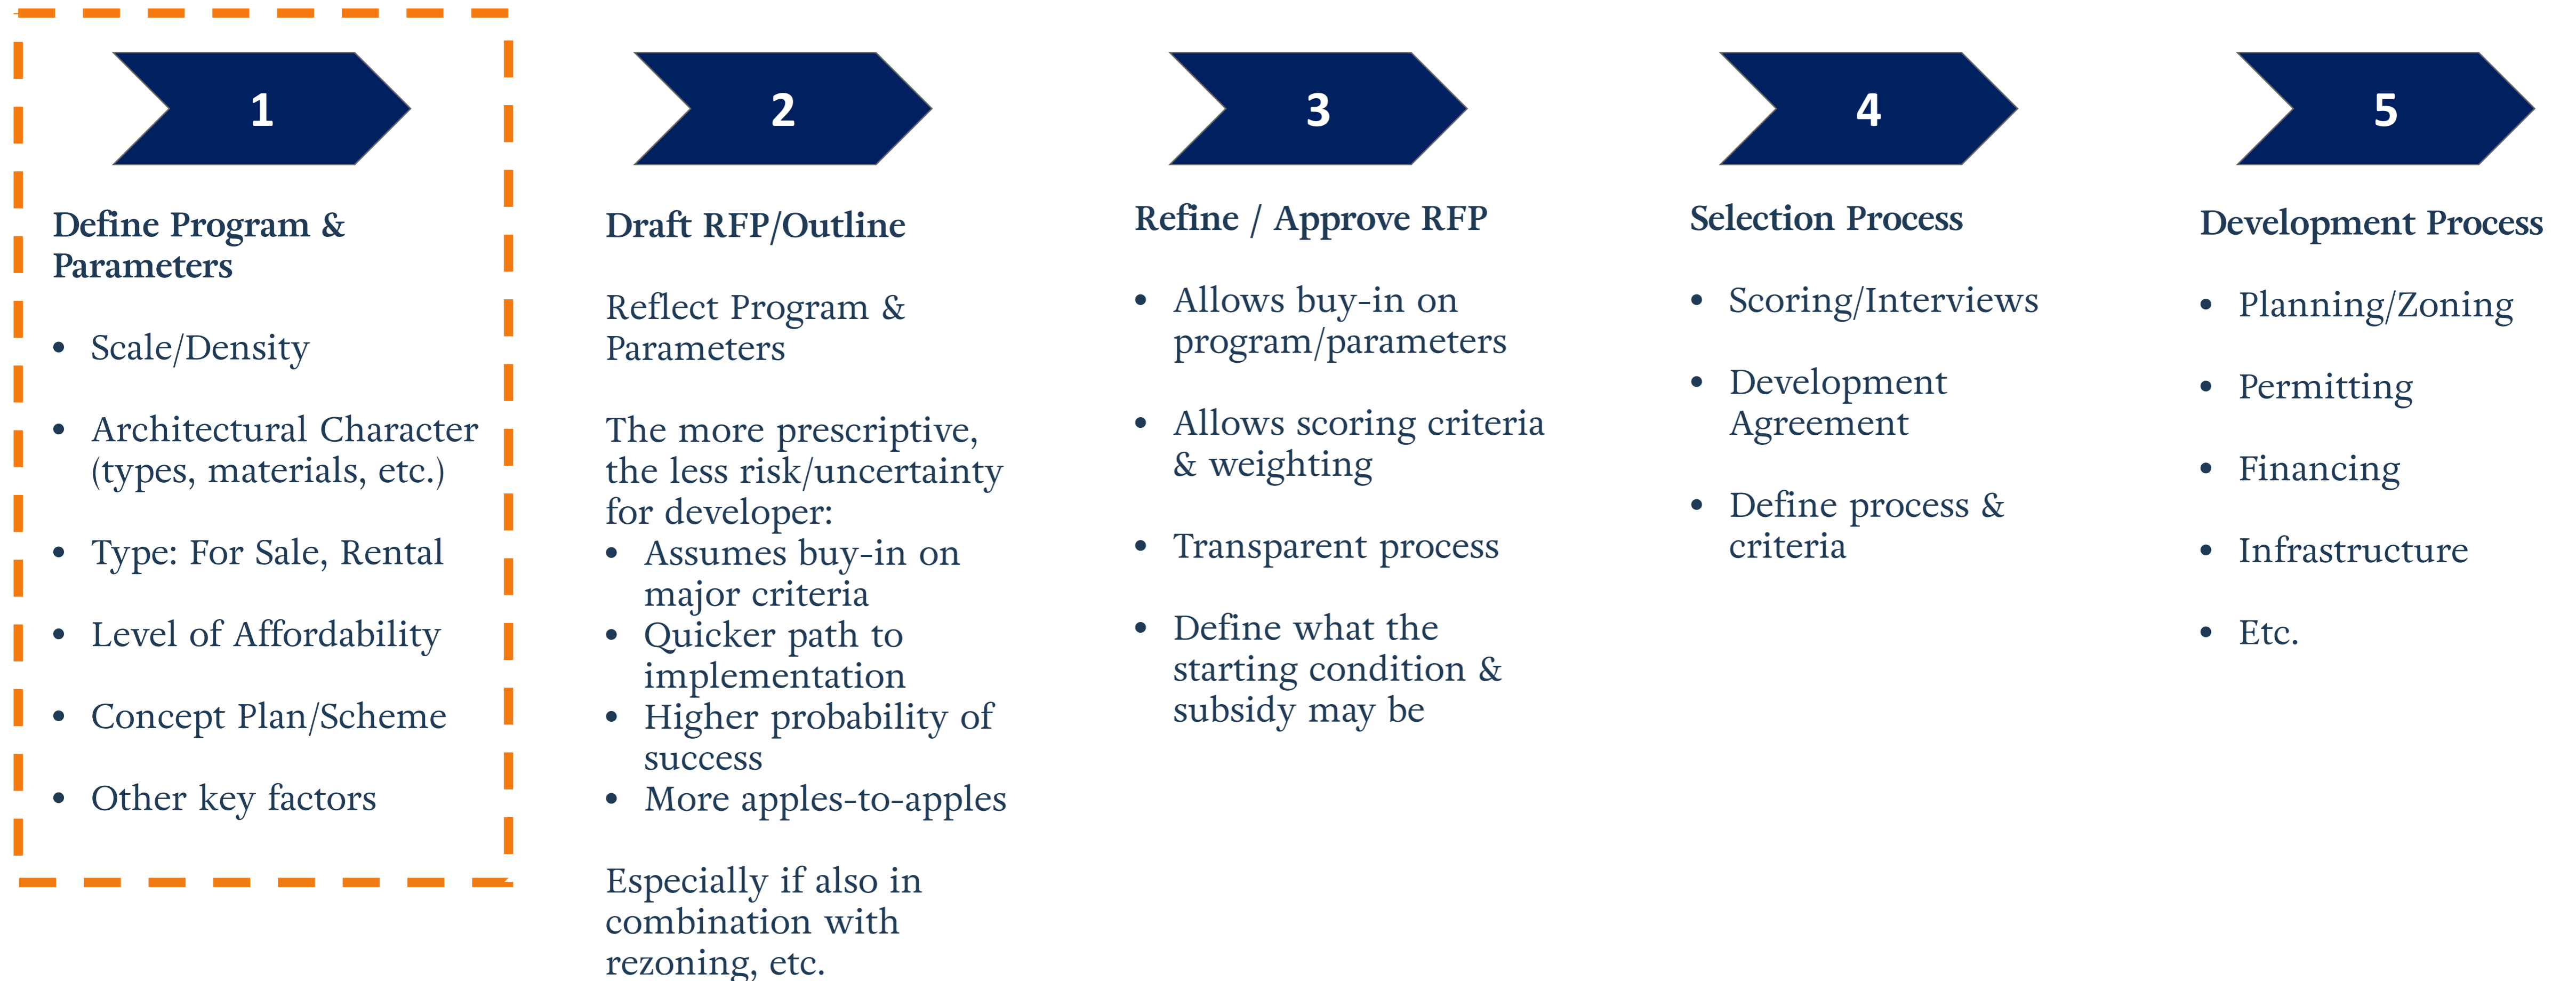 1
Define Program &
Parameters
• Scale/Density
• Architectural Character
(types, materials, etc.)
• Type: For Sale, Rental
• Level of Affordability
• Concept Plan/Scheme
• Other key factors
2
Draft RFP/Outline
Reflect Program &
Parameters
The more prescriptive,
the less risk/uncertainty
for developer:
• Assumes buy-in on
major criteria
• Quicker path to
implementation
• Higher probability of
success
• More apples-to-apples
Especially if also in
combination with
rezoning, etc.
3
Refine / Approve RFP
• Allows buy-in on
program/parameters
• Allows scoring criteria
& weighting
• Transparent process
• Define what the
starting condition &
subsidy may be
4
Selection Process
• Scoring/Interviews
• Development
Agreement
• Define process &
criteria
5
Development Process
• Planning/Zoning
• Permitting
• Financing
• Infrastructure
• Etc.